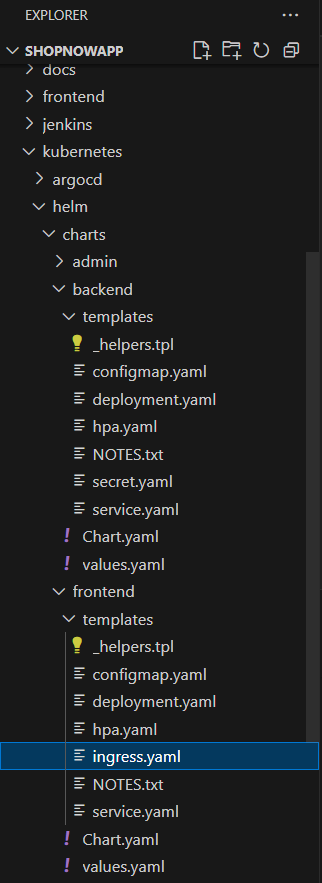 EXPLORER
SHOPNOWAPP
docs
frontend
jenkins
kubernetes
argocd
helm
charts
admin
backend
templates
_helpers.tpl
configmap.yaml
deployment.yaml
hpa.yaml
NOTES.txt
secret.yaml
service.yaml
Chart.yaml
values.yaml
frontend
templates
_helpers.tpl
configmap.yaml
deployment.yaml
hpa.yaml
ingress.yaml
NOTES.txt
service.yaml
Chart.yaml
values.yaml